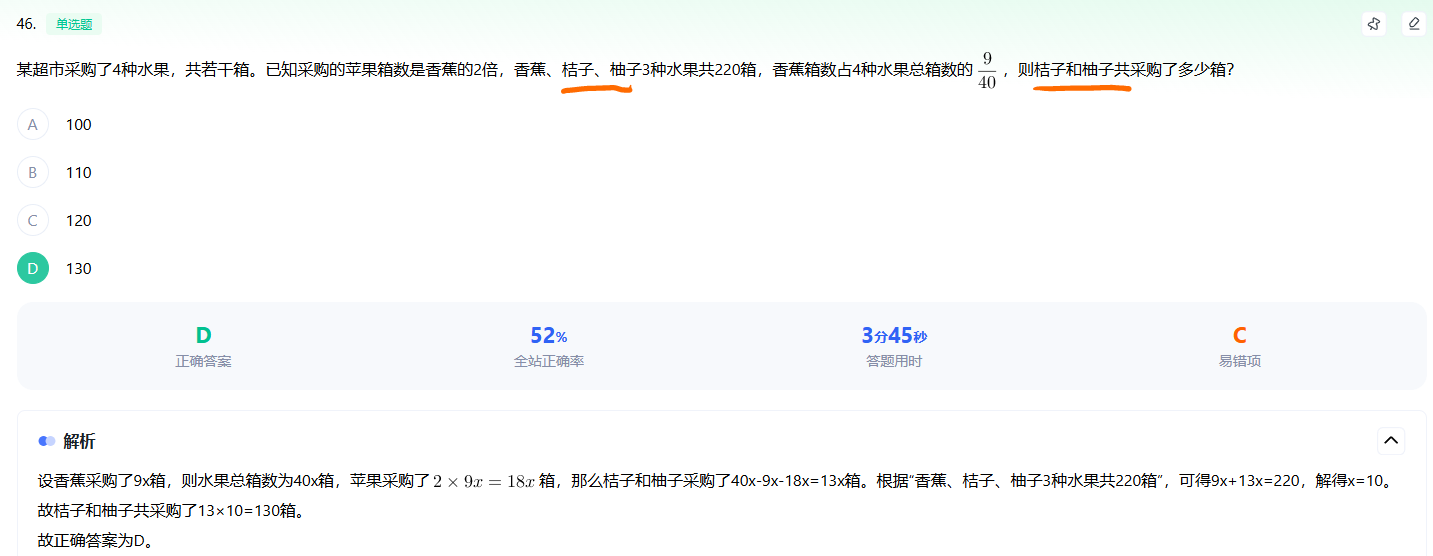 46. 单选题
某超市采购了4种水果，共若干箱。已知采购的苹果箱数是香蕉的2倍，香蕉、桔子、柚子3种水果共220箱，香蕉箱数占4种水果总箱数的 9/40 ，则桔子和柚子共采购了多少箱？
A 100
B 110
C 120
D 130
D 52% 3分45秒 C
正确答案 全站正确率 答题用时 易错项
解析
设香蕉采购了9x箱，则水果总箱数为40x箱，苹果采购了 2 × 9x = 18x 箱，那么桔子和柚子采购了40x-9x-18x=13x箱。根据“香蕉、桔子、柚子3种水果共220箱”，可得9x+13x=220，解得x=10。
故桔子和柚子共采购了13×10=130箱。
故正确答案为D。